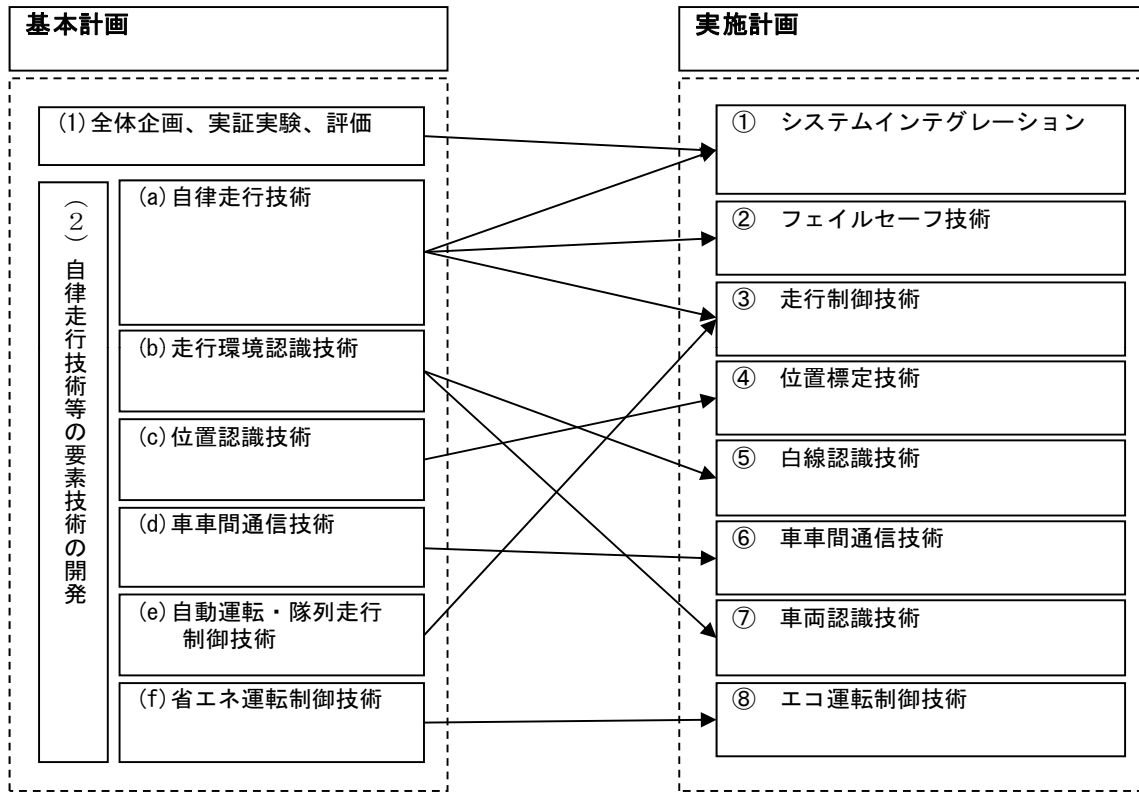 基本計画
(1)全体企画、実証実験、評価
(2)自律走行技術等の要素技術の開発
(a)自律走行技術
(b)走行環境認識技術
(c)位置認識技術
(d)車車間通信技術
(e)自動運転・隊列走行
制御技術
(f)省エネ運転制御技術
実施計画
① システムインテグレーション
② フェイルセーフ技術
③ 走行制御技術
④ 位置標定技術
⑤ 白線認識技術
⑥ 車車間通信技術
⑦ 車両認識技術
⑧ エコ運転制御技術